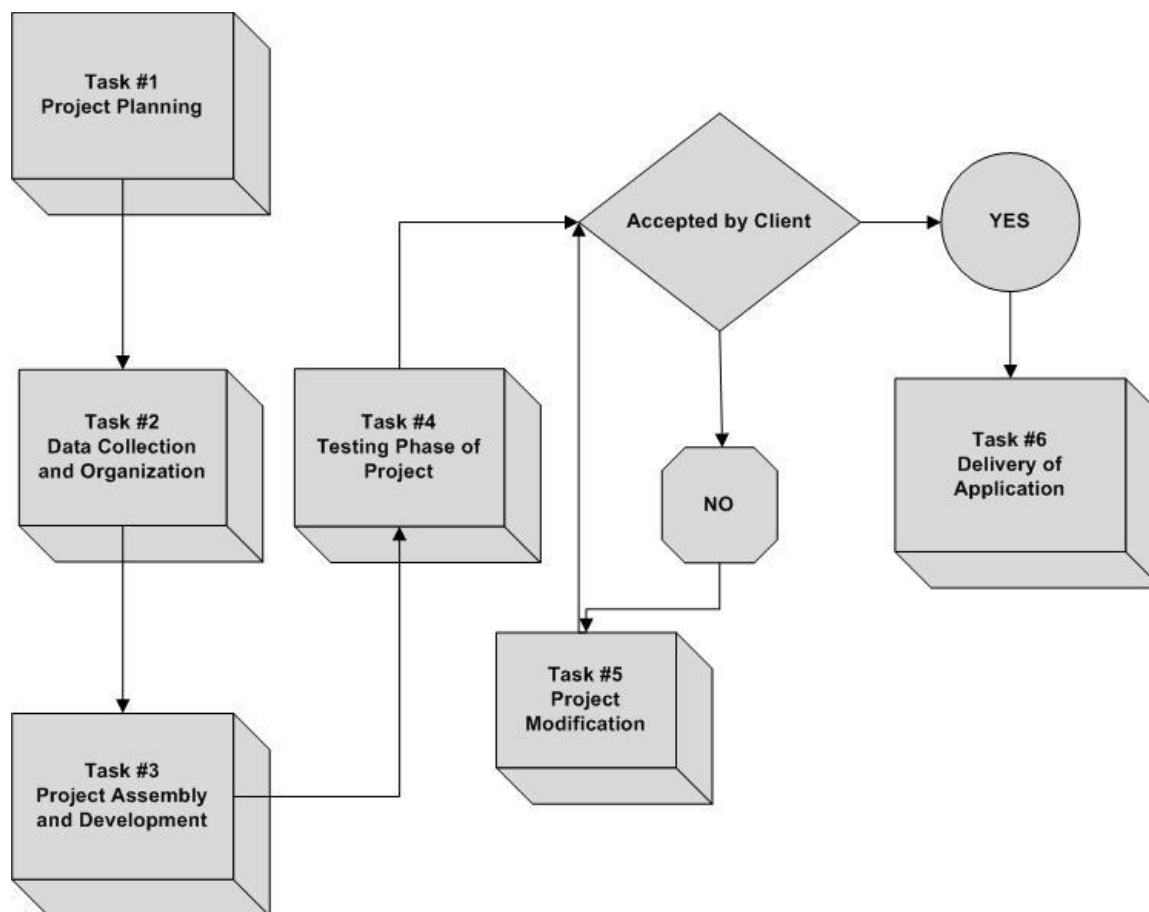 Task #1
Project Planning
Task #2
Data Collection
and Organization
Task #3
Project Assembly
and Development
Task #4
Testing Phase of
Project
Accepted by Client
YES
NO
Task #5
Project
Modification
Task #6
Delivery of
Application